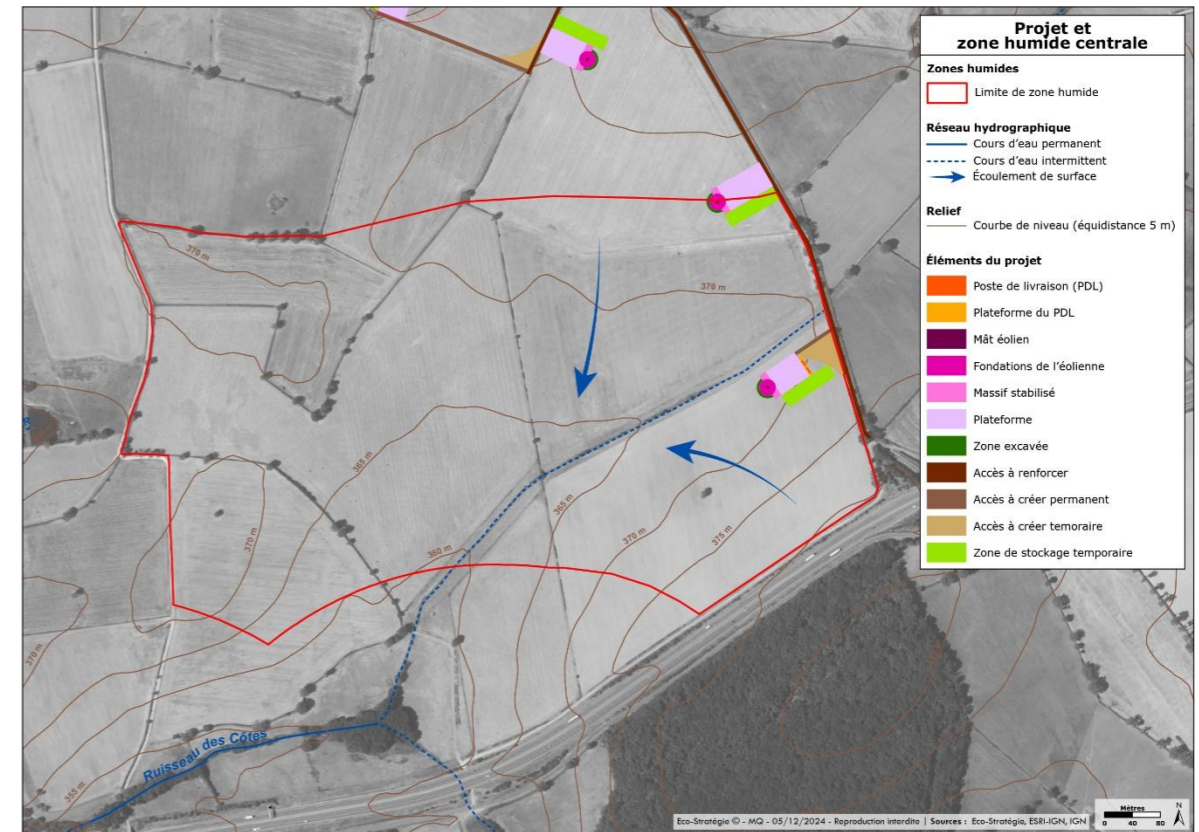 Projet et
zone humide centrale
Zones humides
Limite de zone humide
Réseau hydrographique
Cours d'eau permanent
Cours d'eau intermittent
Écoulement de surface
Relief
Courbe de niveau (équidistance 5 m)
Éléments du projet
Poste de livraison (PDL)
Plateforme du PDL
Mât éolien
Fondations de l'éolienne
Massif stabilisé
Plateforme
Zone excavée
Accès à renforcer
Accès à créer permanent
Accès à créer temoraire
Zone de stockage temporaire
370 m
370 m
365 m
365 m
370 m
375 m
360 m
370 m
370 m
355 m
Ruisseau des Côtes
Eco-Stratégie © - MQ - 05/12/2024 - Reproduction interdite | Sources : Eco-Stratégie, ESRI-IGN, IGN
Mètres
0 40 80
N